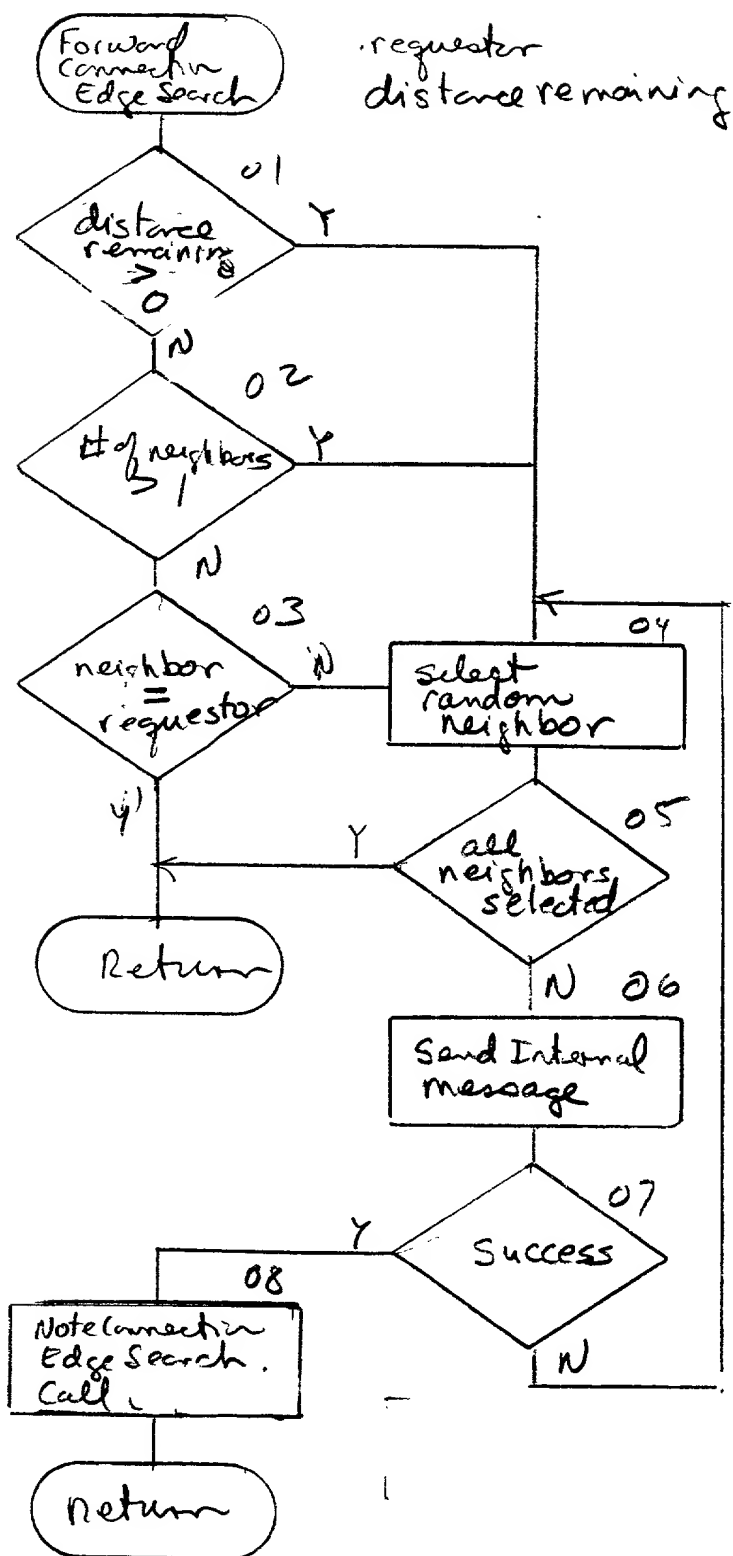 Forward
Connection
Edge Search
requestor
distance remaining
01
distance
remaining
>
0
Y
N
02
# of neighbors
> 1
Y
N
03
neighbor
=
requestor
N
Y
04
select
random
neighbor
05
all
neighbors
selected
Y
N
Return
06
Send Internal
message
07
Success
Y
N
08
Note Connection
Edge Search
Call
Return